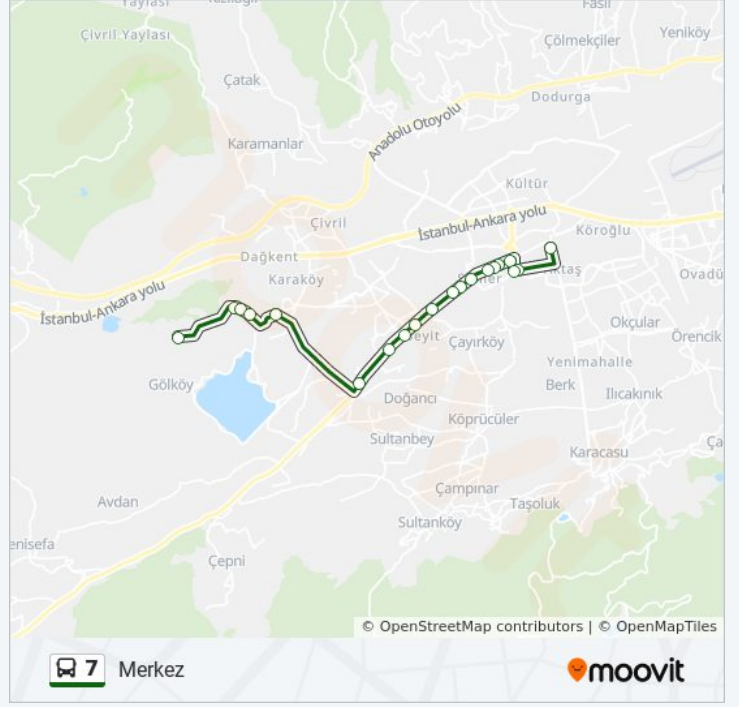 Fasıl
Çivril Yaylası
Çölmekçiler
Yeniköy
Çatak
Dodurga
Anadolu Otoyolu
Karamanlar
Kültür
Çivril
İstanbul-Ankara yolu
Köroğlu
Dağkent
Karaköy
Ovadü
İstanbul-Ankara yolu
Okçular
Örencik
Çayırköy
Yenimahalle
Gölköy
Berk
Ilıcakınık
Doğancı
Köprücüler
Sultanbey
Karacasu
Ça
Çampınar
Avdan
Taşoluk
Sultanköy
enisefa
Çepni
© OpenStreetMap contributors | © OpenMapTiles
7 Merkez
moovit